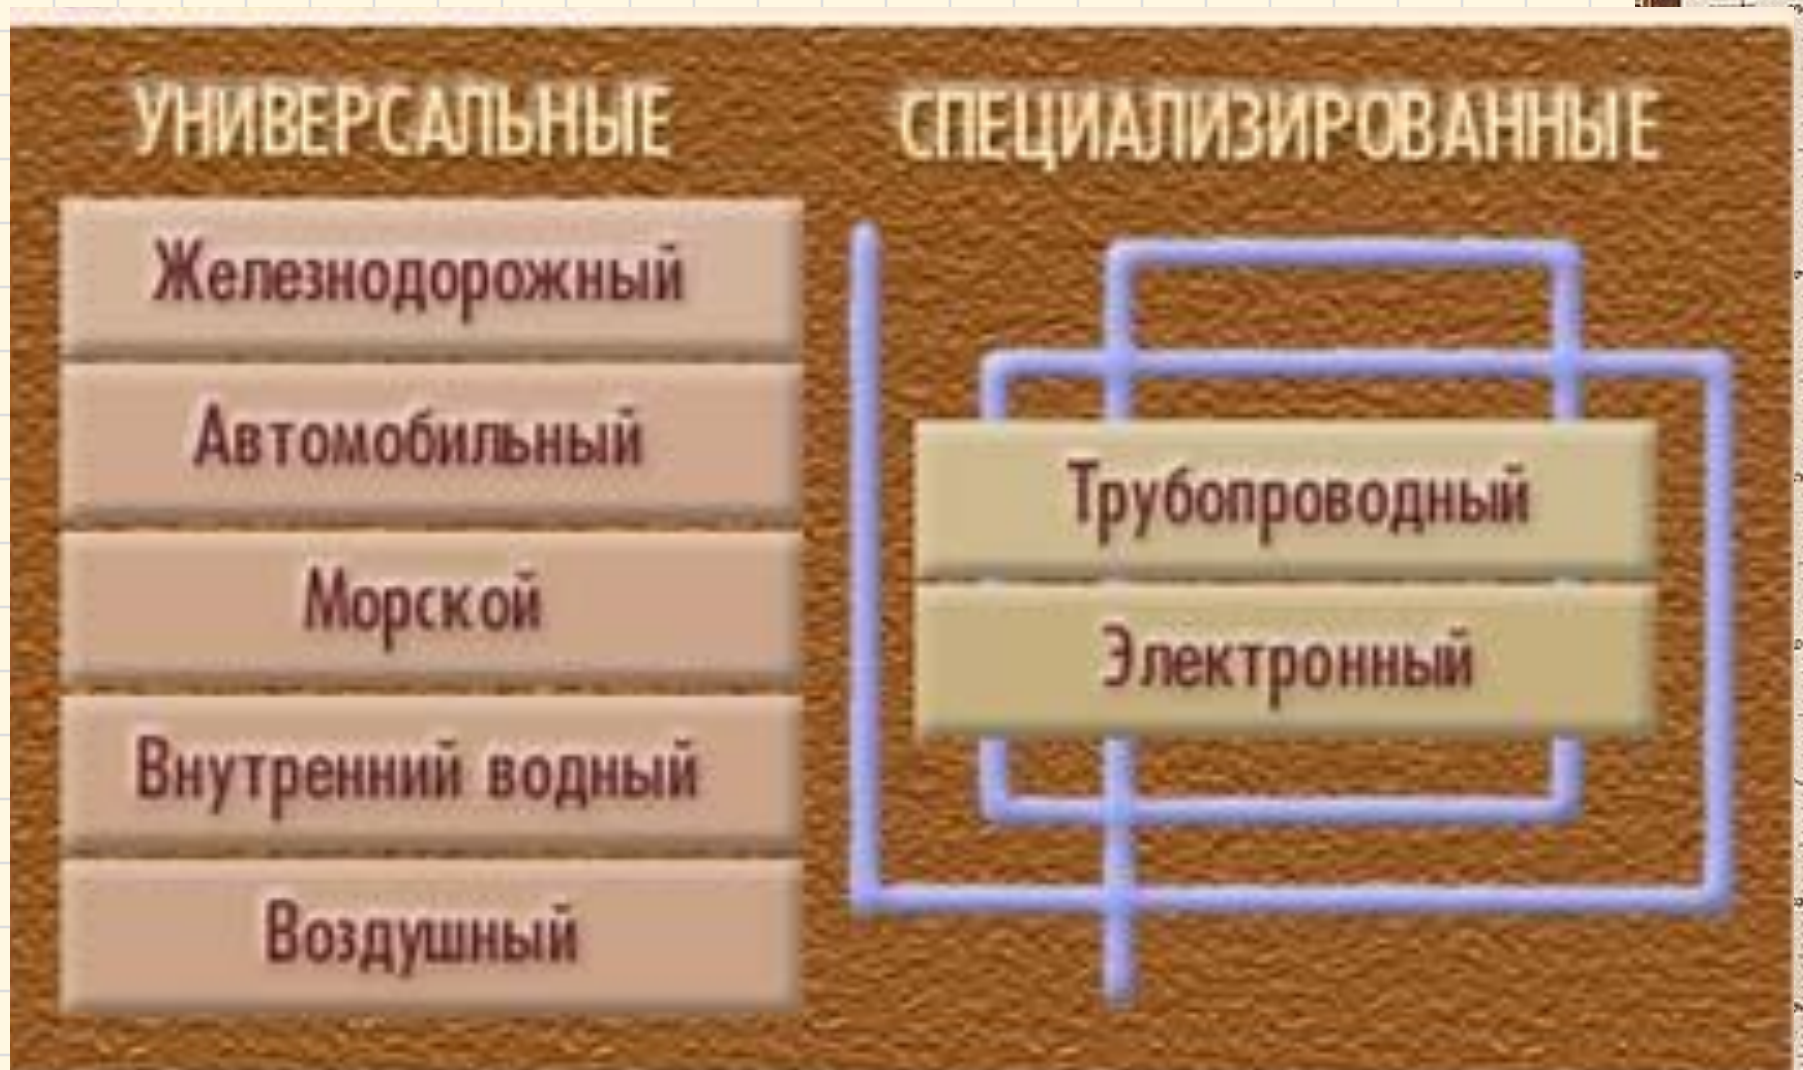 УНИВЕРСАЛЬНЫЕ
Железнодорожный
Автомобильный
Морской
Внутренний водный
Воздушный
СПЕЦИАЛИЗИРОВАННЫЕ
Трубопроводный
Электронный